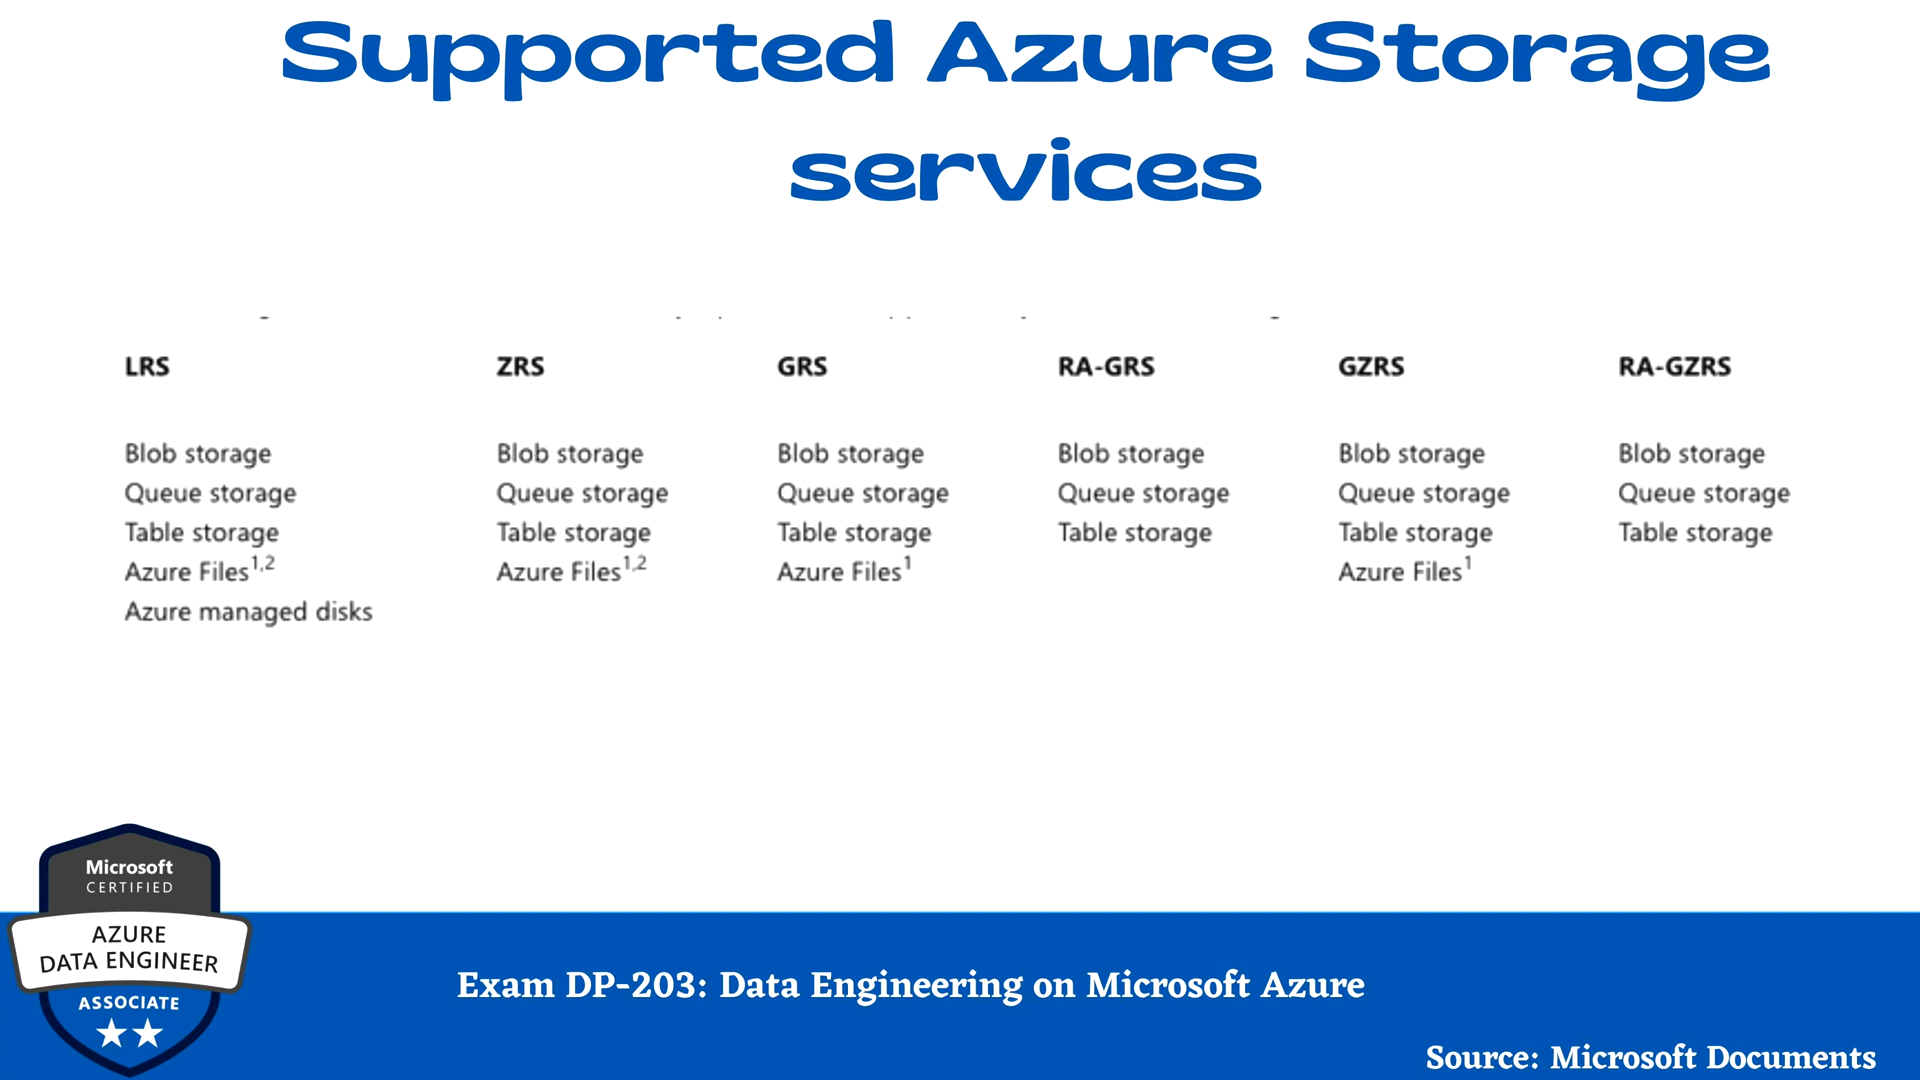 Supported Azure Storage
services
LRS ZRS GRS RA-GRS GZRS RA-GZRS
Blob storage Blob storage Blob storage Blob storage Blob storage Blob storage
Queue storage Queue storage Queue storage Queue storage Queue storage Queue storage
Table storage Table storage Table storage Table storage Table storage Table storage
Azure Files1,2 Azure Files1,2 Azure Files1 Azure Files1
Azure managed disks
Microsoft
CERTIFIED
AZURE
DATA ENGINEER
ASSOCIATE
Exam DP-203: Data Engineering on Microsoft Azure
Source: Microsoft Documents